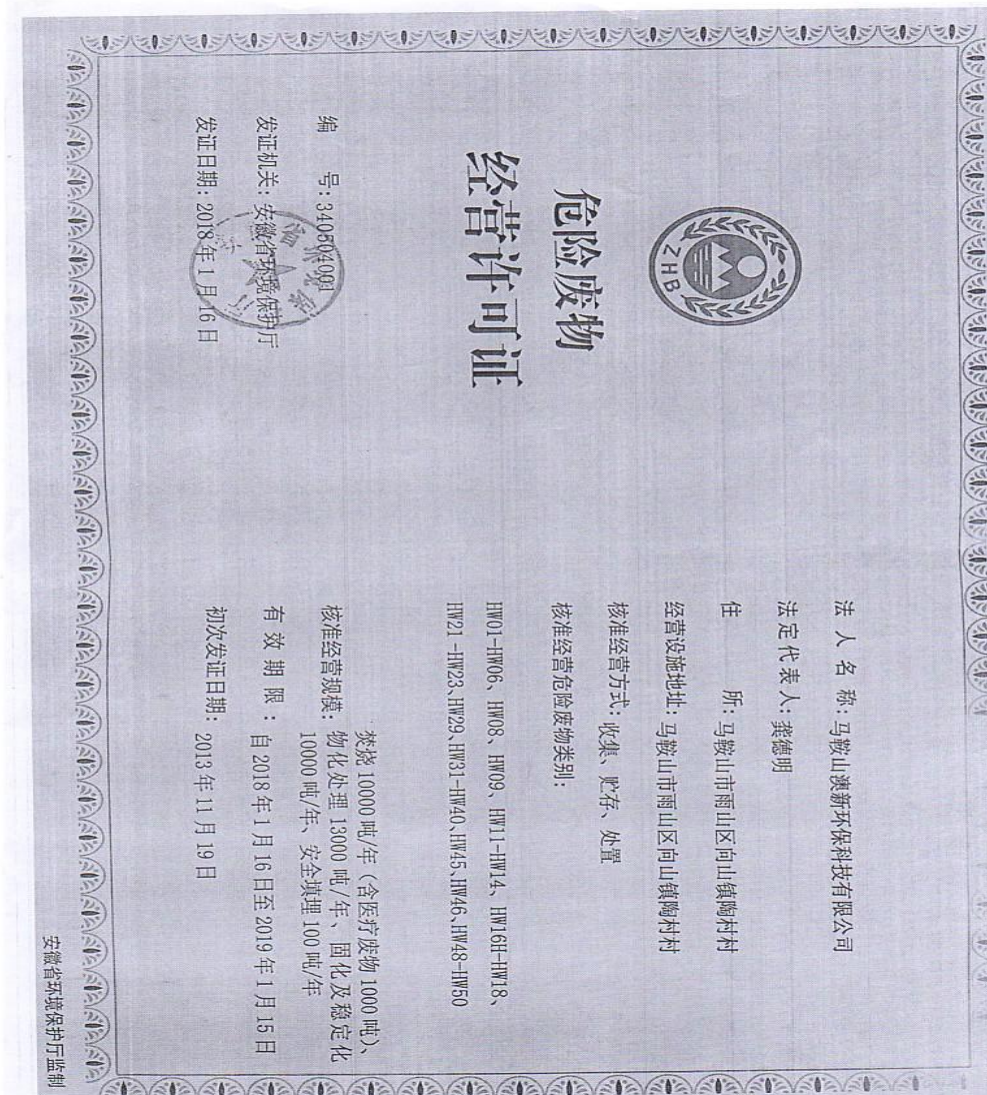 ZHB
危险废物
经营许可证
编 号:340504001
发证机关:安徽省环境保护厅
发证日期:2018年1月16日
法人名称:马鞍山澳新环保科技有限公司
法定代表人:龚德明
住 所:马鞍山市雨山区向山镇陶村村
经营设施地址:马鞍山市雨山区向山镇陶村村
核准经营方式:收集、贮存、处置
核准经营危险废物类别:
HW01-HW06、HW08、HW09、HW11-HW14、HW16H-HW18、
HW21-HW23、HW29、HW31-HW40、HW45、HW46、HW48-HW50
核准经营规模:焚烧10000吨/年(含医疗废物1000吨)、
物化处理13000吨/年、固化及稳定化
10000吨/年、安全填埋100吨/年
有效期限:自2018年1月16日至2019年1月15日
初次发证日期:2013年11月19日
安徽省环境保护厅监制